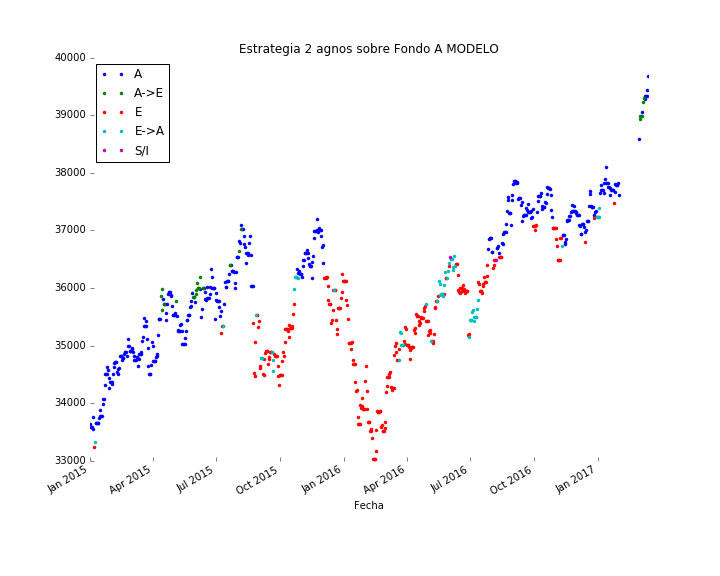 Estrategia 2 agnos sobre Fondo A MODELO
40000
39000
38000
37000
36000
35000
34000
33000
A
A->E
E
E->A
S/I
Jan 2015
Apr 2015
Jul 2015
Oct 2015
Jan 2016
Apr 2016
Jul 2016
Oct 2016
Jan 2017
Fecha